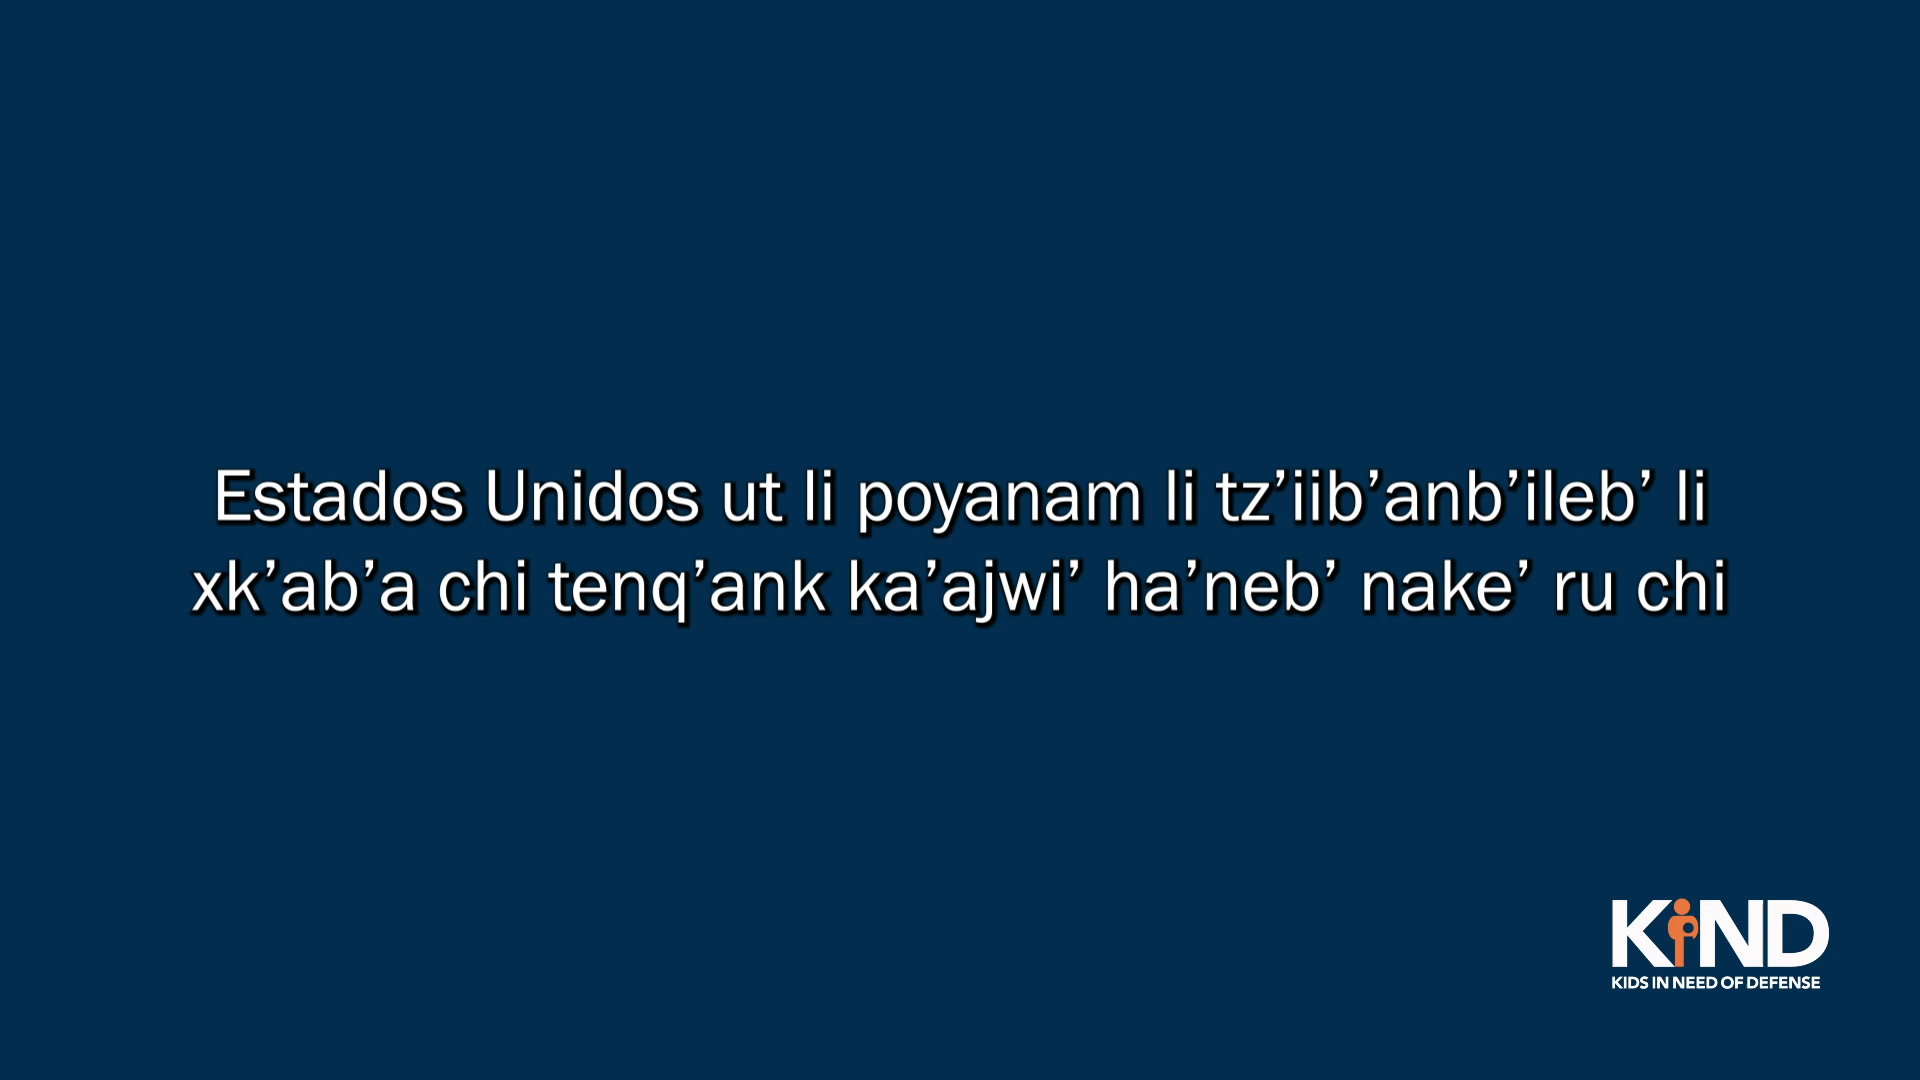 Estados Unidos ut li poyanam li tz’iib’anb’ileb’ li
xk’ab’a chi tenq’ank ka’ajwi’ ha’neb’ nake’ ru chi
KIND
KIDS IN NEED OF DEFENSE